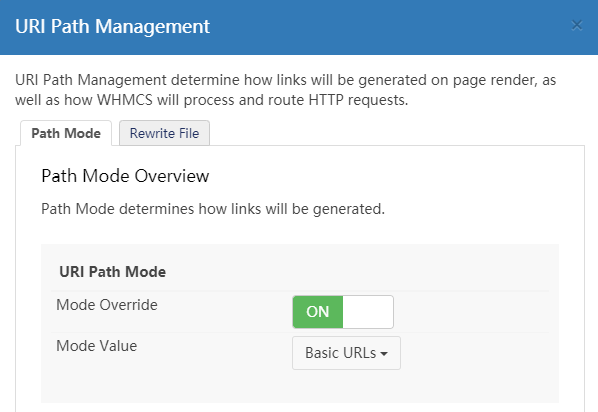 URI Path Management
URI Path Management determine how links will be generated on page render, as
well as how WHMCS will process and route HTTP requests.
Path Mode
Rewrite File
Path Mode Overview
Path Mode determines how links will be generated.
URI Path Mode
Mode Override
ON
Mode Value
Basic URLs